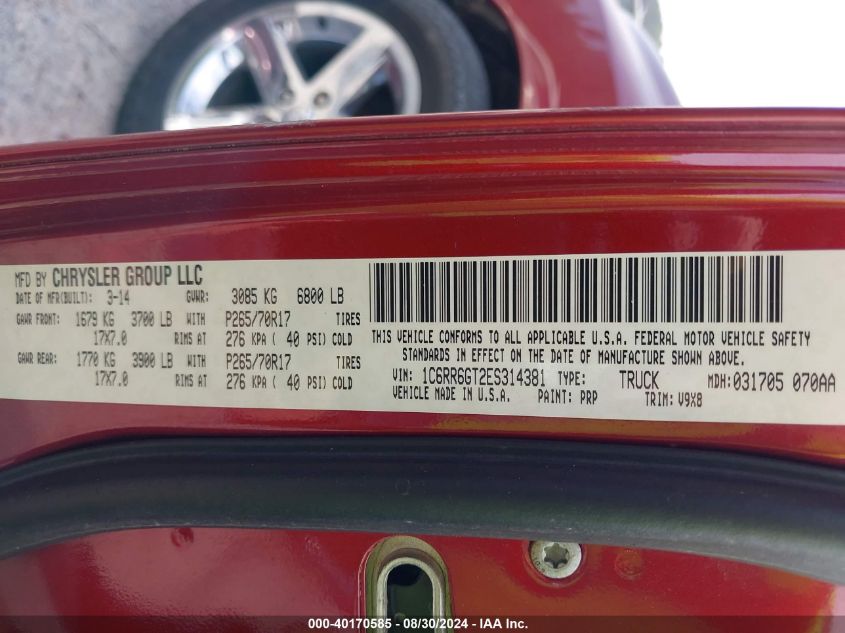 MFD BY CHRYSLER GROUP LLC
DATE OF MFR(BUILT): 3-14 GVWR: 3085 KG 6800 LB
GAWR FRONT: 1679 KG 3700 LB WITH P265/70R17 TIRES
17X7.0 RIMS AT 276 KPA ( 40 PSI) COLD
GAWR REAR: 1770 KG 3900 LB WITH P265/70R17 TIRES
17X7.0 RIMS AT 276 KPA ( 40 PSI) COLD
THIS VEHICLE CONFORMS TO ALL APPLICABLE U.S.A. FEDERAL MOTOR VEHICLE SAFETY
STANDARDS IN EFFECT ON THE DATE OF MANUFACTURE SHOWN ABOVE.
VIN: 1C6RR6GT2ES314381 TYPE: TRUCK MDH:031705 070AA
VEHICLE MADE IN U.S.A. PAINT: PRP TRIM: V9X8
000-40170585 - 08/30/2024 - IAA Inc.